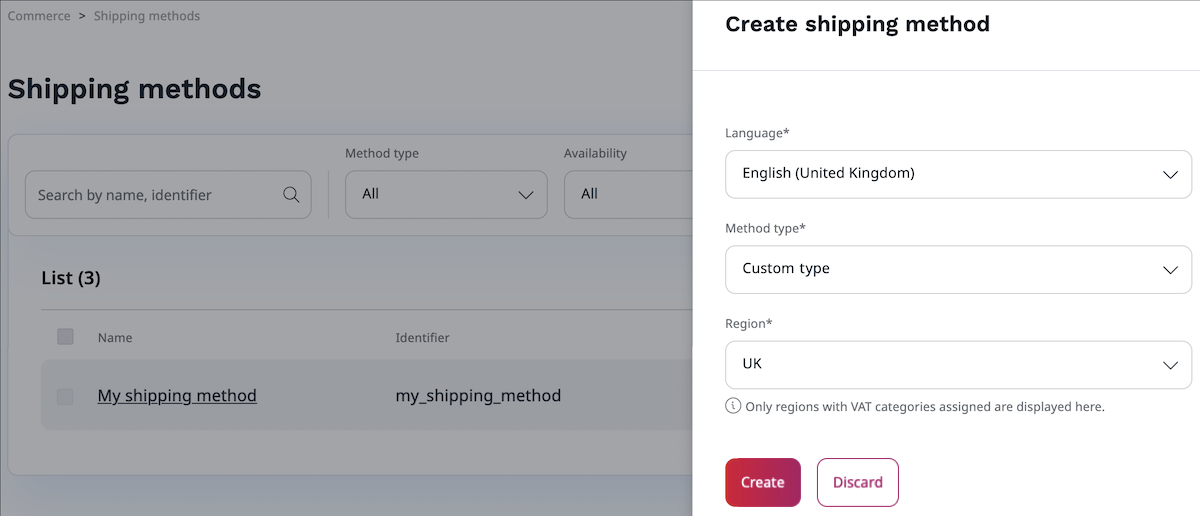 Commerce > Shipping methods
Shipping methods
Search by name, identifier
Method type
All
Availability
All
List (3)
Name Identifier
My shipping method my_shipping_method
Create shipping method
Language*
English (United Kingdom)
Method type*
Custom type
Region*
UK
Only regions with VAT categories assigned are displayed here.
Create Discard